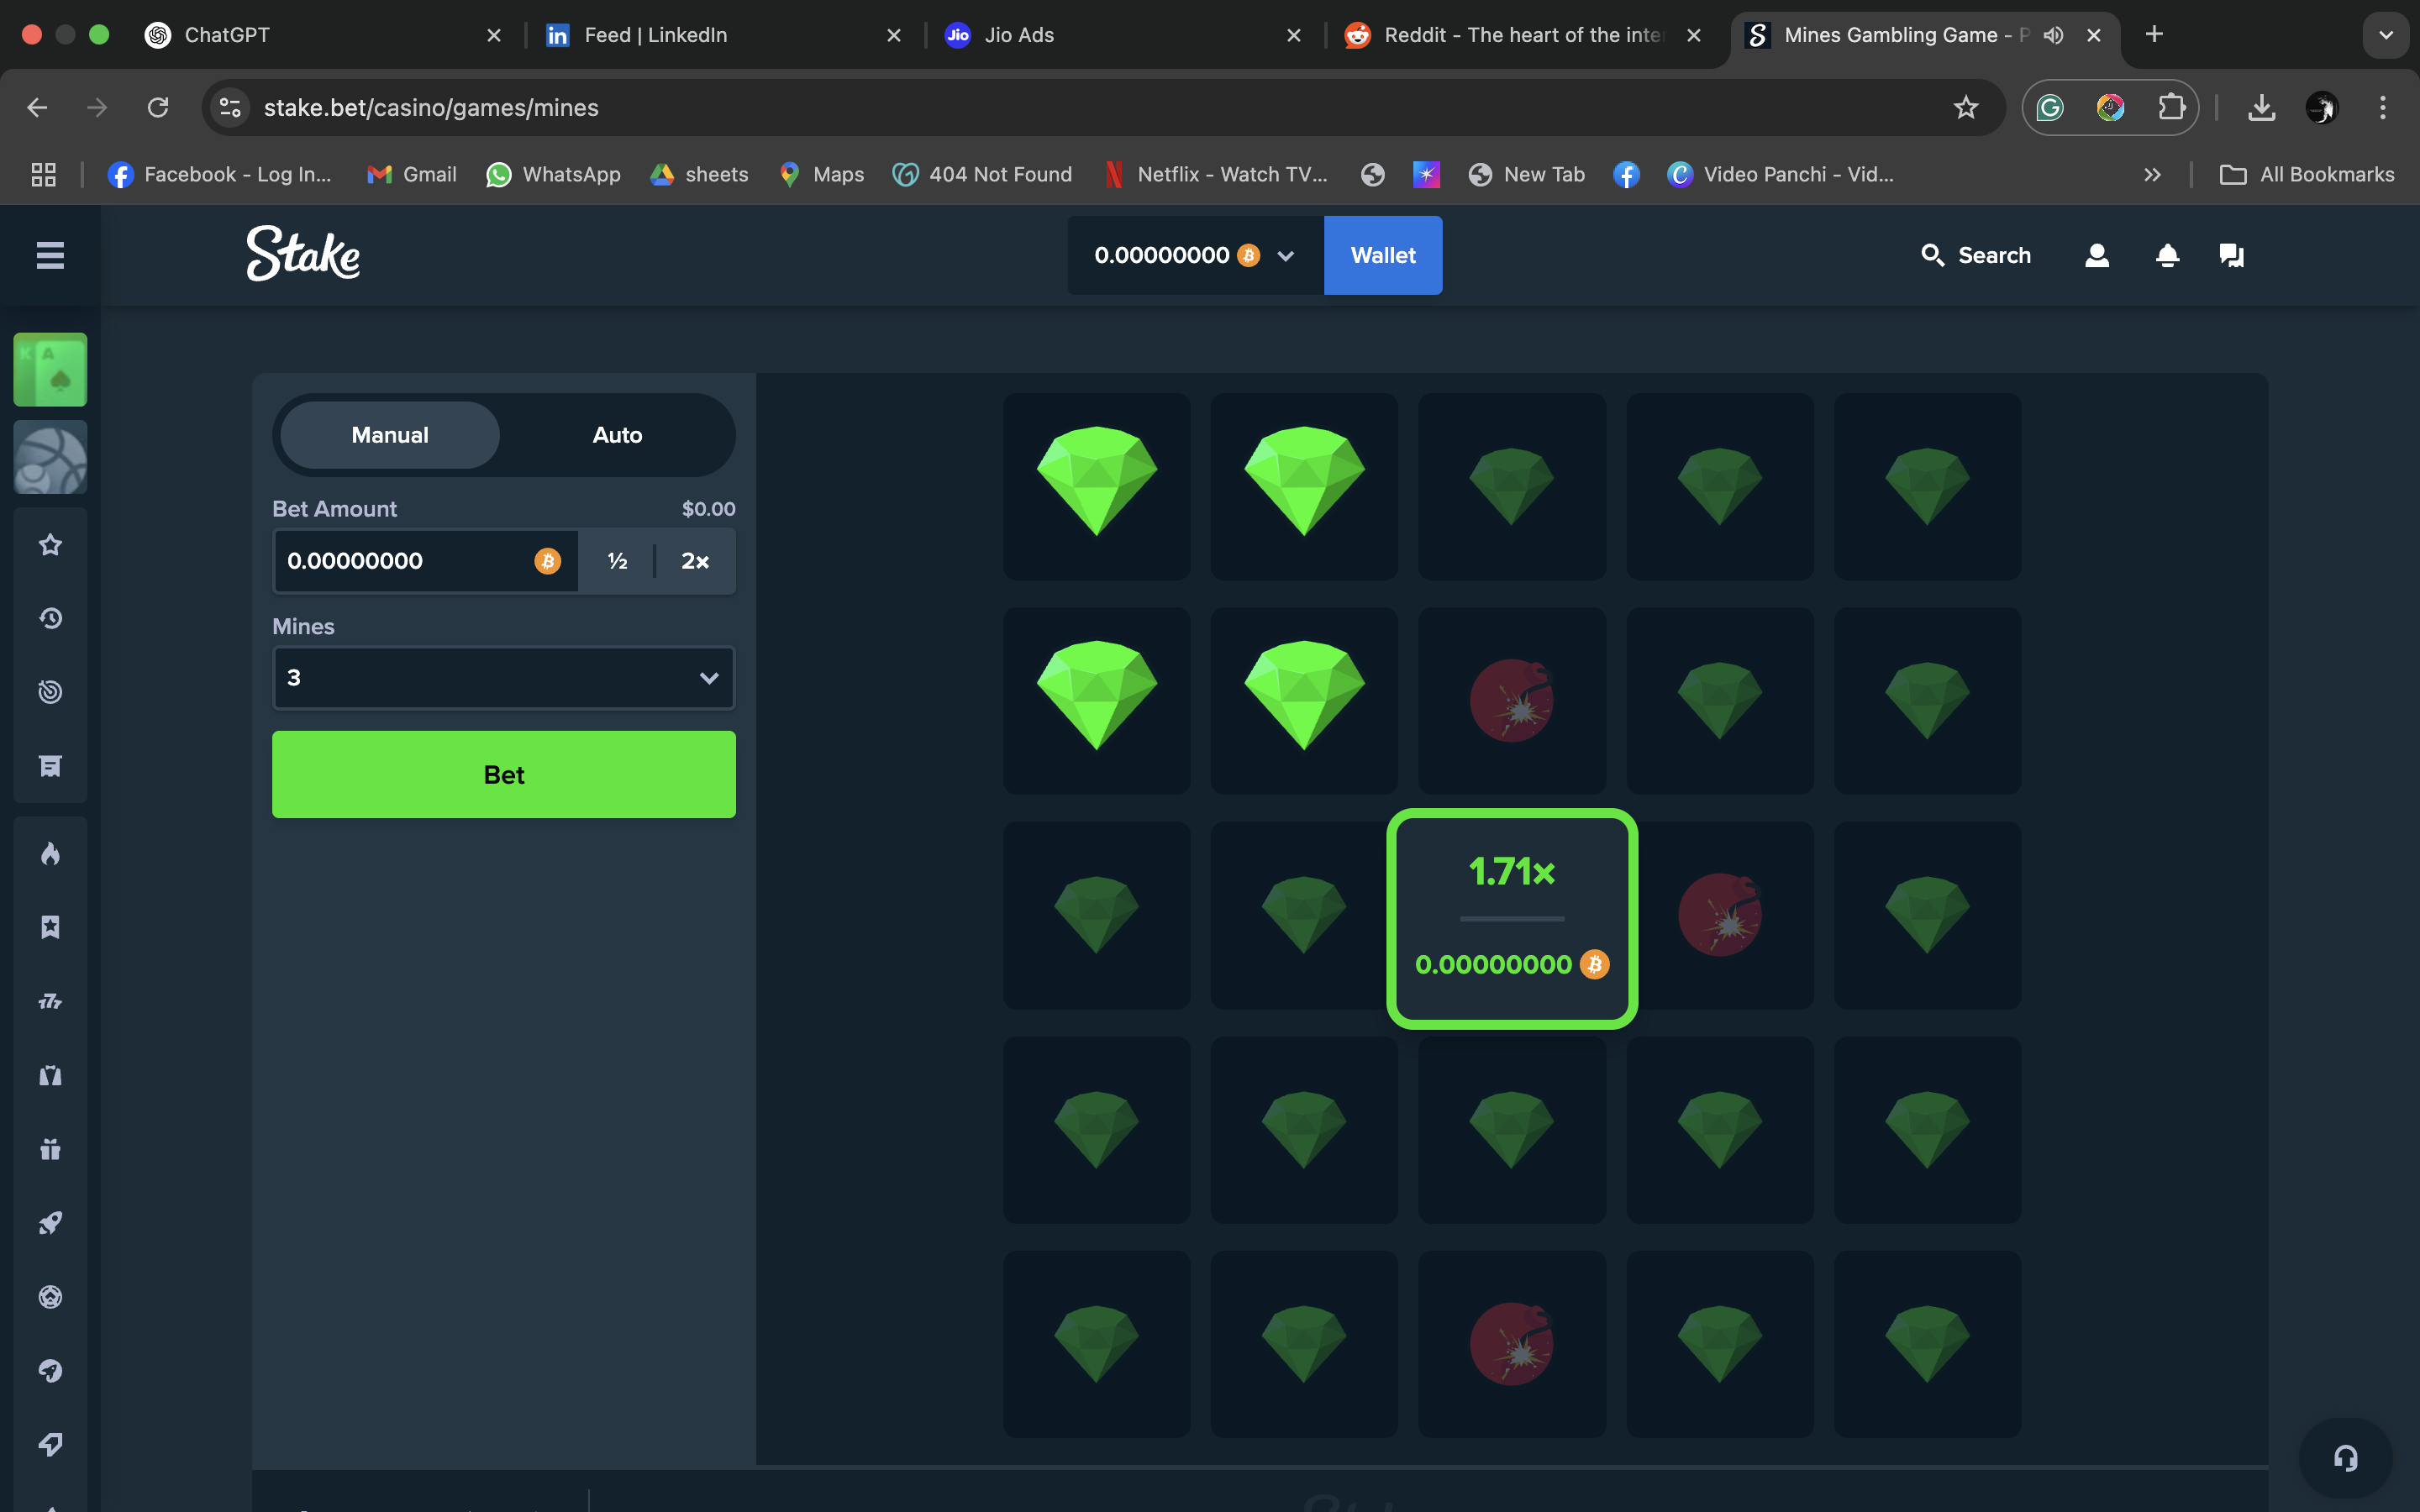 ChatGPT
Feed | LinkedIn
Jio Jio Ads
Reddit - The heart of the inte
Mines Gambling Game - P
stake.bet/casino/games/mines
Facebook - Log In...
Gmail
WhatsApp
sheets
Maps
404 Not Found
Netflix - Watch TV...
New Tab
Video Panchi - Vid...
All Bookmarks
Stake
0.00000000
Wallet
Search
K A
Manual
Auto
Bet Amount
$0.00
0.00000000
½
2×
Mines
3
Bet
1.71×
0.00000000